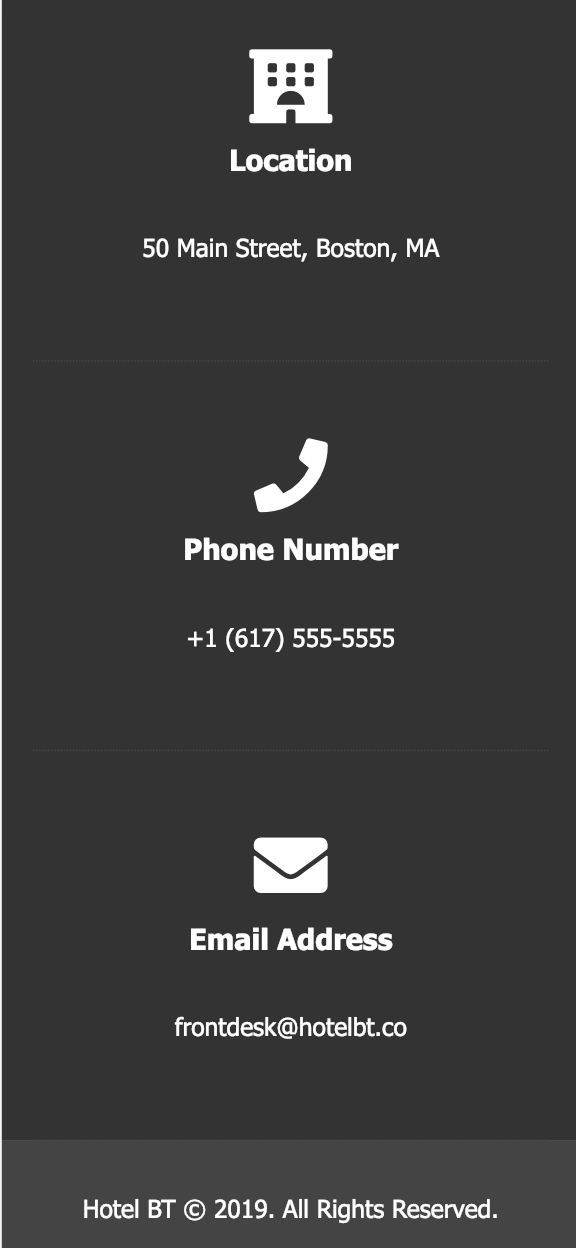 Location
50 Main Street, Boston, MA
Phone Number
+1 (617) 555-5555
Email Address
frontdesk@hotelbt.co
Hotel BT © 2019. All Rights Reserved.